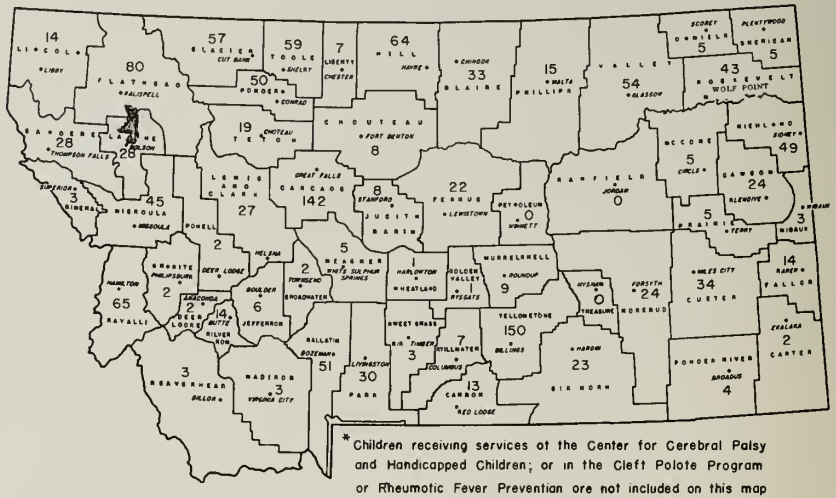 14
LINCOLN
LIBBY
80
FLATHEAD
KALISPELL
57
GLACIER
CUT BANK
59
TOOLE
SHELBY
7
LIBERTY
CHESTER
64
HILL
HAVRE
CHINOOK
33
BLAINE
15
MALTA
PHILLIPS
VALLEY
54
GLASGOW
SCOBEY
DANIELS
5
PLENTYWOOD
SHERIDAN
5
43
ROOSEVELT
WOLF POINT
50
PONDERA
CONRAD
19
TETON
CHOTEAU
CHOUTEAU
FORT BENTON
8
SANDERS
28
THOMPSON FALLS
LAKE
28
POLSON
SUPERIOR
3
MINERAL
45
MISSOULA
MISSOULA
POWELL
2
DEER LODGE
LEWIS
AND
CLARK
27
HELENA
GREAT FALLS
CASCADE
142
8
STANFORD
JUDITH
BASIN
22
FERGUS
LEWISTOWN
PETROLEUM
0
WINNETT
GARFIELD
JORDAN
0
MCCONE
5
CIRCLE
RICHLAND
SIDNEY
49
DAWSON
24
GLENDIVE
5
PRAIRIE
TERRY
WIBAUX
3
WIBAUX
HAMILTON
65
RAVALLI
GRANITE
PHILIPSBURG
2
ANACONDA
2
DEER
LODGE
14
BUTTE
SILVER
BOW
BOULDER
6
JEFFERSON
2
TOWNSEND
BROADWATER
5
MEAGHER
WHITE SULPHUR
SPRINGS
1
HARLOWTON
WHEATLAND
GOLDEN
VALLEY
1
RYEGATE
MUSSELSHELL
ROUNDUP
9
HYSHAM
0
TREASURE
FORSYTH
24
ROSEBUD
MILES CITY
34
CUSTER
14
BAKER
FALLON
EKALAKA
2
CARTER
3
BEAVERHEAD
DILLON
MADISON
3
VIRGINIA CITY
GALLATIN
BOZEMAN
51
LIVINGSTON
30
PARK
SWEET GRASS
BIG TIMBER
3
7
STILLWATER
COLUMBUS
YELLOWSTONE
150
BILLINGS
13
CARBON
RED LODGE
HARDIN
23
BIG HORN
POWDER RIVER
BROADUS
4
* Children receiving services of the Center for Cerebral Palsy
and Handicapped Children; or in the Cleft Polote Program
or Rheumotic Fever Prevention ore not included on this map